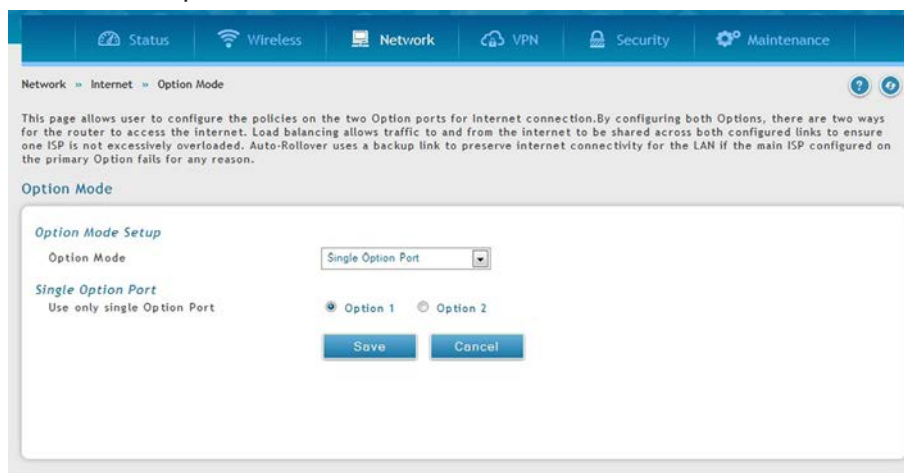 Status Wireless Network VPN Security Maintenance
Network » Internet » Option Mode
This page allows user to configure the policies on the two Option ports for Internet connection.By configuring both Options, there are two ways
for the router to access the internet. Load balancing allows traffic to and from the internet to be shared across both configured links to ensure
one ISP is not excessively overloaded. Auto-Rollover uses a backup link to preserve internet connectivity for the LAN if the main ISP configured on
the primary Option fails for any reason.
Option Mode
Option Mode Setup
Option Mode Single Option Port
Single Option Port
Use only single Option Port Option 1 Option 2
Save Cancel